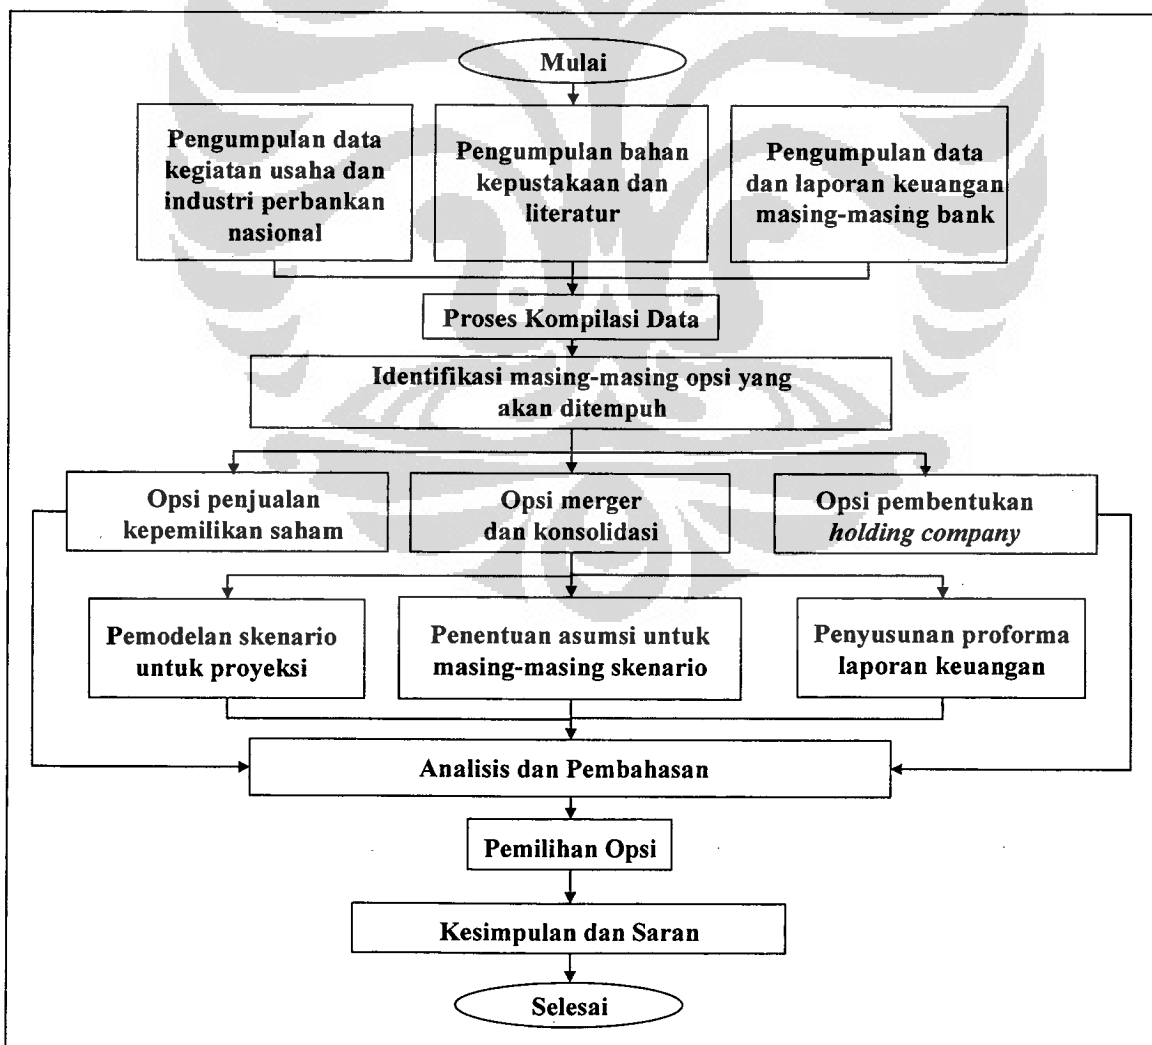 Mulai
Pengumpulan data
kegiatan usaha dan
industri perbankan
nasional
Pengumpulan bahan
kepustakaan dan
literatur
Pengumpulan data
dan laporan keuangan
masing-masing bank
Proses Kompilasi Data
Identifikasi masing-masing opsi yang
akan ditempuh
Opsi penjualan
kepemilikan saham
Opsi merger
dan konsolidasi
Opsi pembentukan
holding company
Pemodelan skenario
untuk proyeksi
Penentuan asumsi untuk
masing-masing skenario
Penyusunan proforma
laporan keuangan
Analisis dan Pembahasan
Pemilihan Opsi
Kesimpulan dan Saran
Selesai